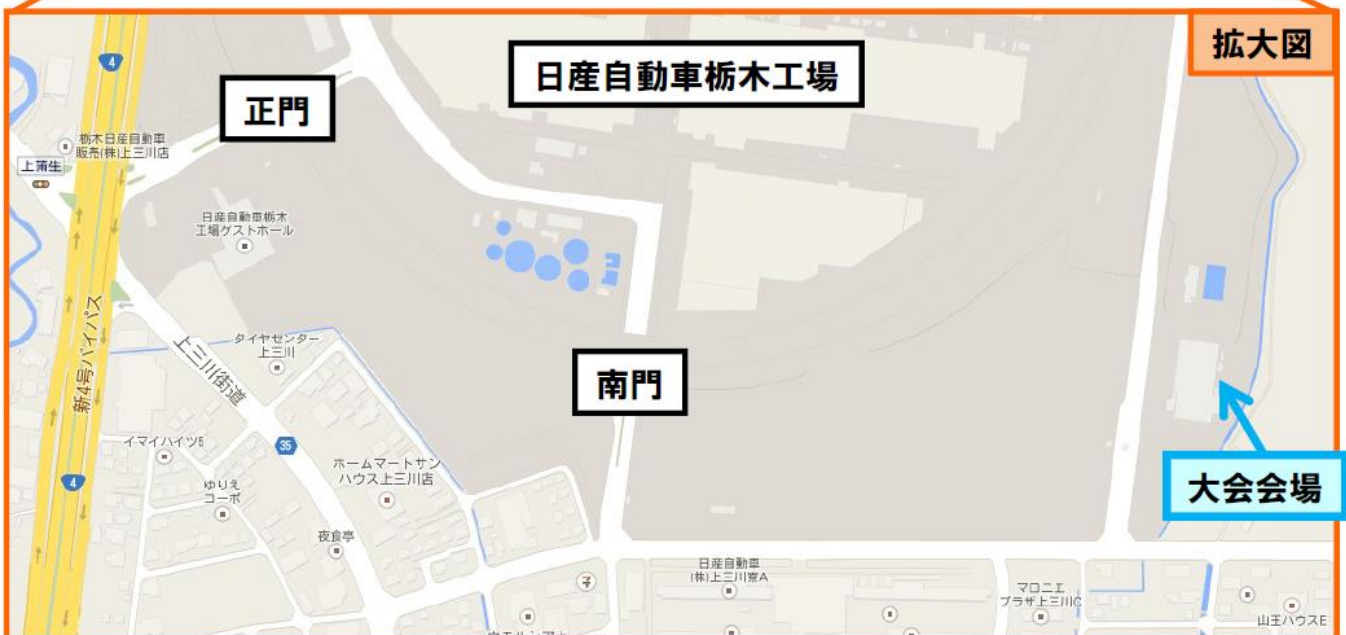 拡大図
日産自動車栃木工場
4
正門
栃木日産自動車
販売(株)上三川店
上蒲生
日産自動車栃木
工場ゲストホール
新4号バイパス
上三川街道
タイヤセンター
上三川
南門
イマイハイツ5
35
ホームマートサン
ハウス上三川店
4
ゆりえ
コーポ
大会会場
夜食亭
日産自動車
(株)上三川寮A
マロニエ
プラザ上三川C
山王ハウスE